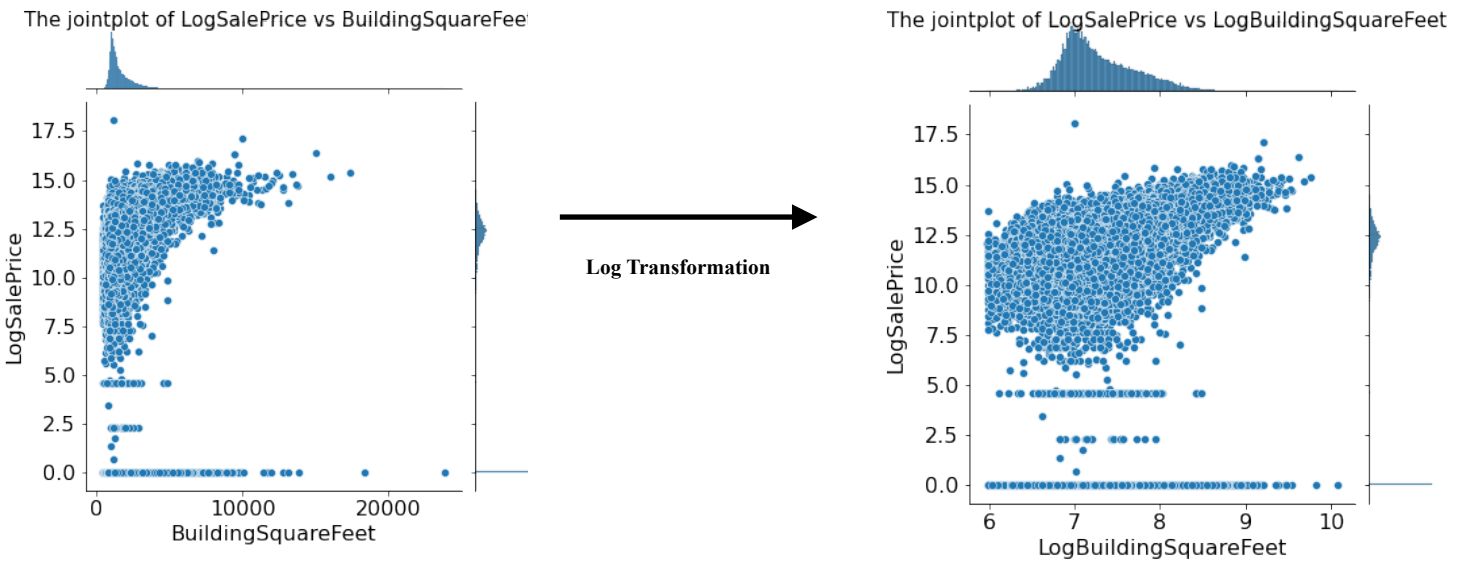 The jointplot of LogSalePrice vs BuildingSquareFee
17.5
15.0
12.5
10.0
7.5
5.0
2.5
0.0
LogSalePrice
0 10000 20000
BuildingSquareFeet
Log Transformation
The jointplot of LogSalePrice vs LogBuildingSquareFeet
17.5
15.0
12.5
10.0
7.5
5.0
2.5
0.0
LogSalePrice
6 7 8 9 10
LogBuildingSquareFeet